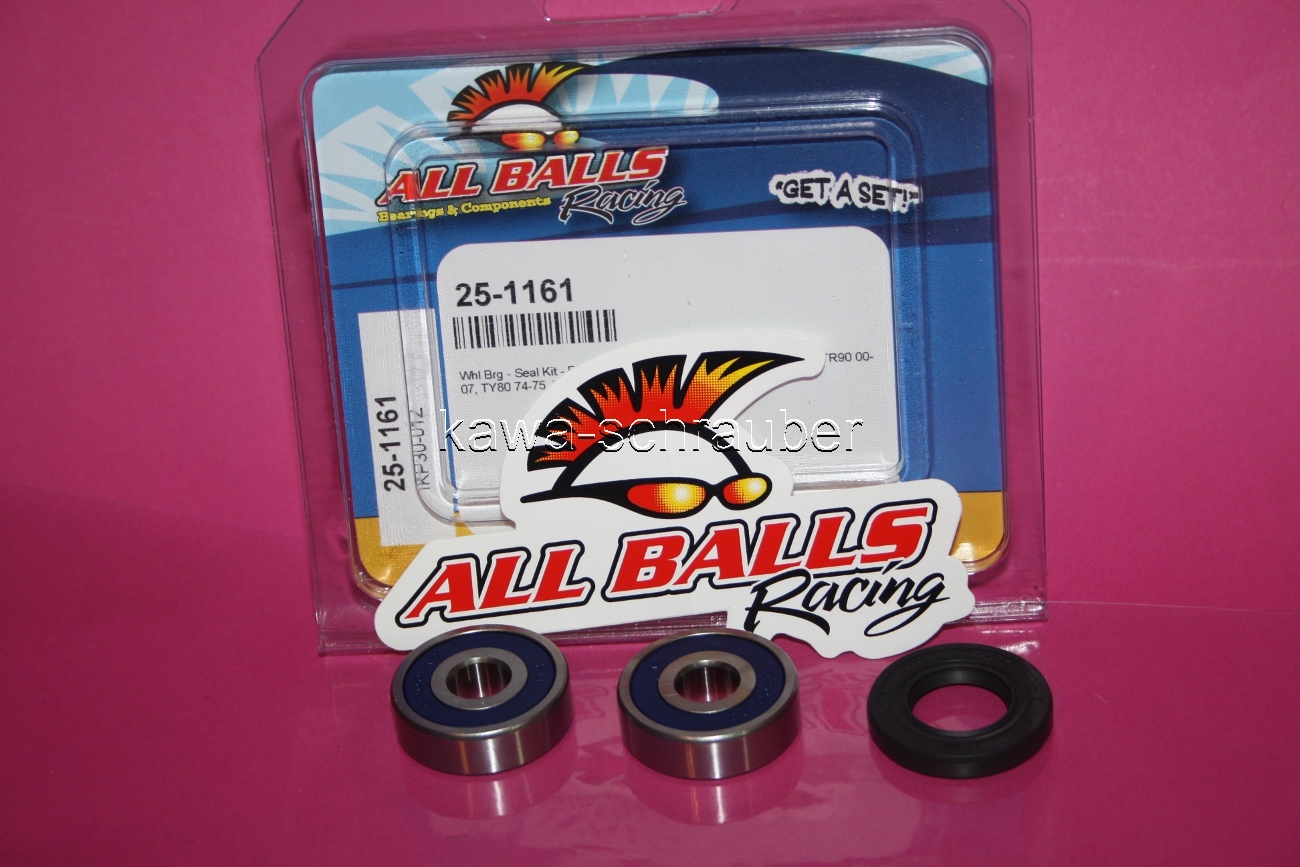 ALL BALLS
Racing
Bearings & Components
"GET A SET!"
25-1161
Whl Brg - Seal Kit - TR90 00-
07, TY80 74-75
25-1161
kawa-schrauber
ALL BALLS
Racing